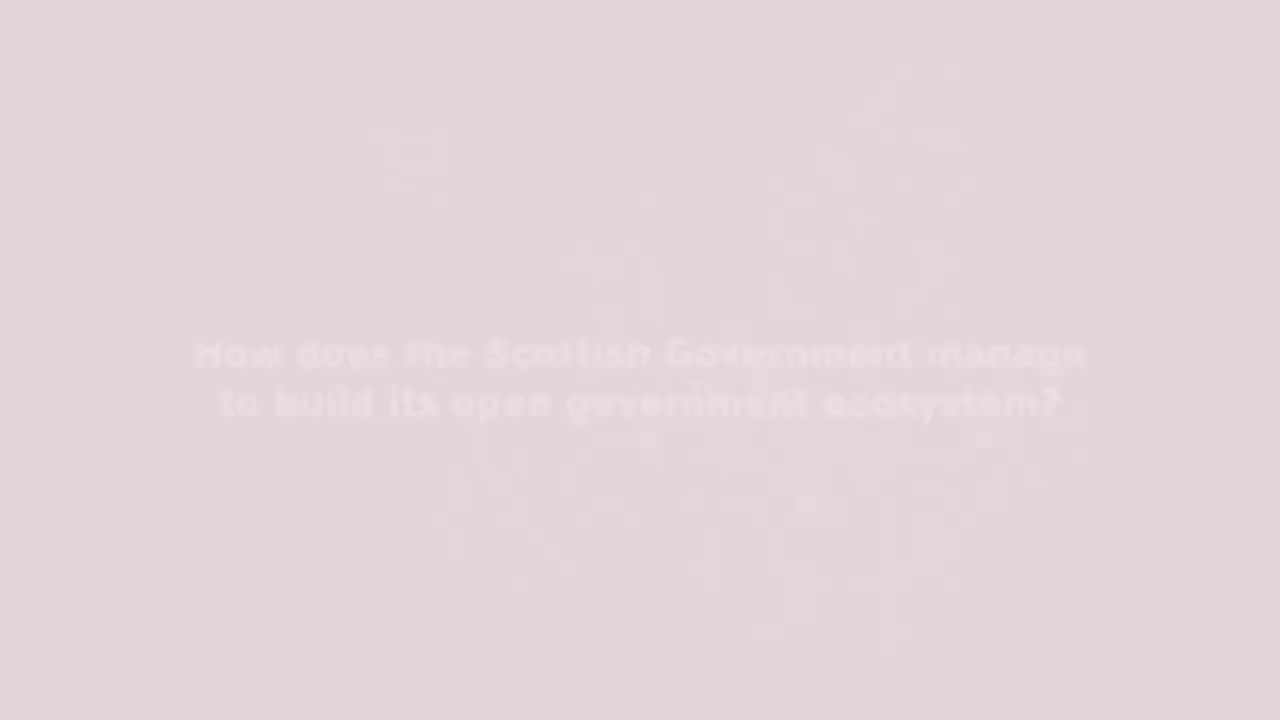 How does the Scottish Government manage
to build its open government ecosystem?